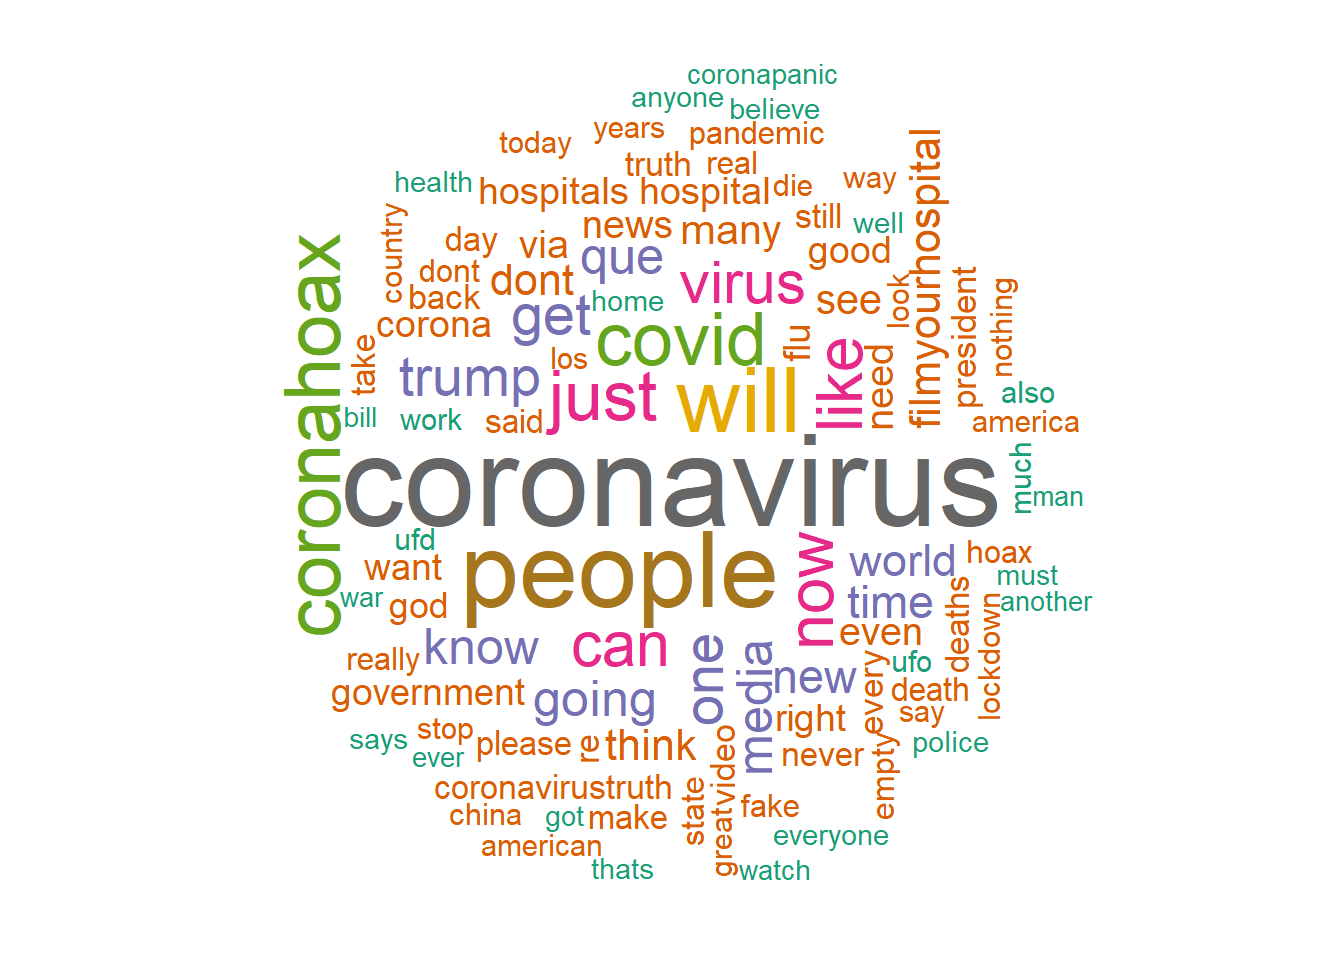 coronapanic
anyone
believe
years
pandemic
today
truth
real
health
hospitals
hospital
die
way
filmyourhospital
country
day
via
news
many
still
well
good
que
dont
dont
back
home
virus
see
look
president
nothing
coronahoax
corona
get
covid
flu
like
need
take
los
trump
just
will
also
bill
work
said
america
coronavirus
much
man
ufd
people
now
world
hoax
want
must
war
god
time
deaths
another
lockdown
even
really
know
can
one
media
new
every
ufo
death
government
going
say
right
stop
says
ever
please
re
think
never
police
empty
greatvideo
coronavirustruth
state
fake
china
got
make
american
everyone
thats
watch